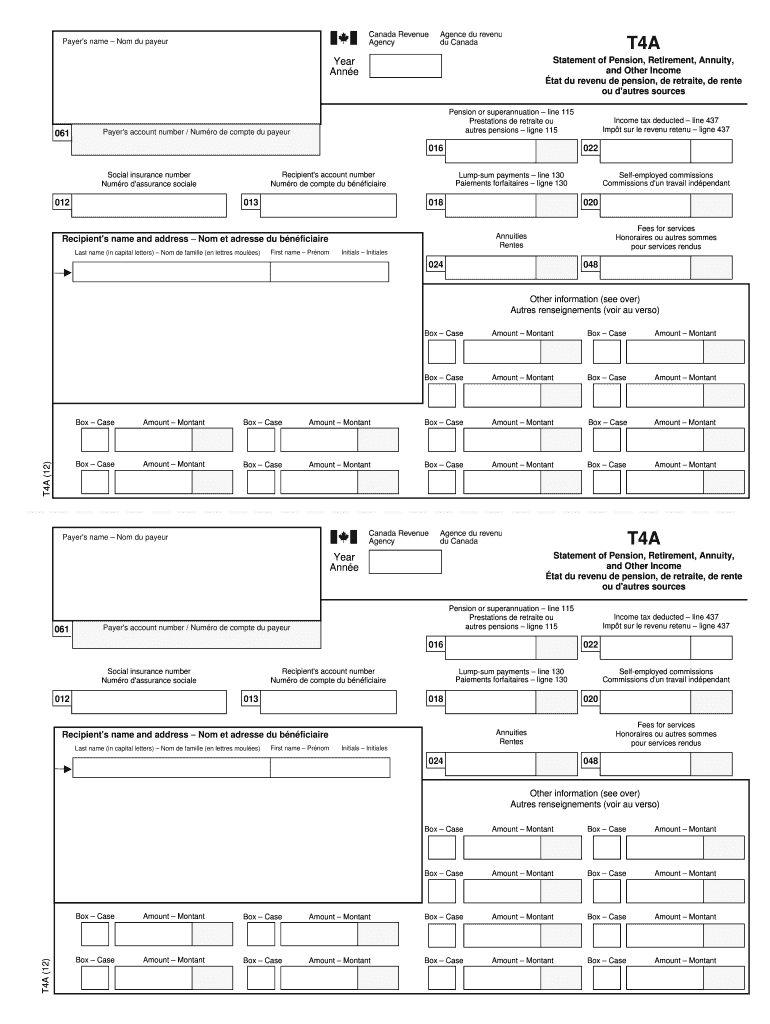 Payer's name – Nom du payeur
Canada Revenue Agency
Agence du revenu du Canada
T4A
Year
Année
Statement of Pension, Retirement, Annuity,
and Other Income
État du revenu de pension, de retraite, de rente
ou d'autres sources
061
Payer's account number / Numéro de compte du payeur
Pension or superannuation – line 115
Prestations de retraite ou
autres pensions – ligne 115
Income tax deducted – line 437
Impôt sur le revenu retenu – ligne 437
016
022
Social insurance number
Numéro d'assurance sociale
Recipient's account number
Numéro de compte du bénéficiaire
Lump-sum payments – line 130
Paiements forfaitaires – ligne 130
Self-employed commissions
Commissions d'un travail indépendant
012
013
018
020
Recipient's name and address – Nom et adresse du bénéficiaire
Last name (in capital letters) – Nom de famille (en lettres moulées)
First name – Prénom
Initials – Initiales
Annuities
Rentes
Fees for services
Honoraires ou autres sommes
pour services rendus
024
048
Other information (see over)
Autres renseignements (voir au verso)
Box – Case Amount – Montant Box – Case Amount – Montant
Box – Case Amount – Montant Box – Case Amount – Montant
Box – Case Amount – Montant Box – Case Amount – Montant Box – Case Amount – Montant Box – Case Amount – Montant
Box – Case Amount – Montant Box – Case Amount – Montant Box – Case Amount – Montant Box – Case Amount – Montant
T4A (12)
Payer's name – Nom du payeur
Canada Revenue Agency
Agence du revenu du Canada
T4A
Year
Année
Statement of Pension, Retirement, Annuity,
and Other Income
État du revenu de pension, de retraite, de rente
ou d'autres sources
061
Payer's account number / Numéro de compte du payeur
Pension or superannuation – line 115
Prestations de retraite ou
autres pensions – ligne 115
Income tax deducted – line 437
Impôt sur le revenu retenu – ligne 437
016
022
Social insurance number
Numéro d'assurance sociale
Recipient's account number
Numéro de compte du bénéficiaire
Lump-sum payments – line 130
Paiements forfaitaires – ligne 130
Self-employed commissions
Commissions d'un travail indépendant
012
013
018
020
Recipient's name and address – Nom et adresse du bénéficiaire
Last name (in capital letters) – Nom de famille (en lettres moulées)
First name – Prénom
Initials – Initiales
Annuities
Rentes
Fees for services
Honoraires ou autres sommes
pour services rendus
024
048
Other information (see over)
Autres renseignements (voir au verso)
Box – Case Amount – Montant Box – Case Amount – Montant
Box – Case Amount – Montant Box – Case Amount – Montant
Box – Case Amount – Montant Box – Case Amount – Montant Box – Case Amount – Montant Box – Case Amount – Montant
Box – Case Amount – Montant Box – Case Amount – Montant Box – Case Amount – Montant Box – Case Amount – Montant
T4A (12)